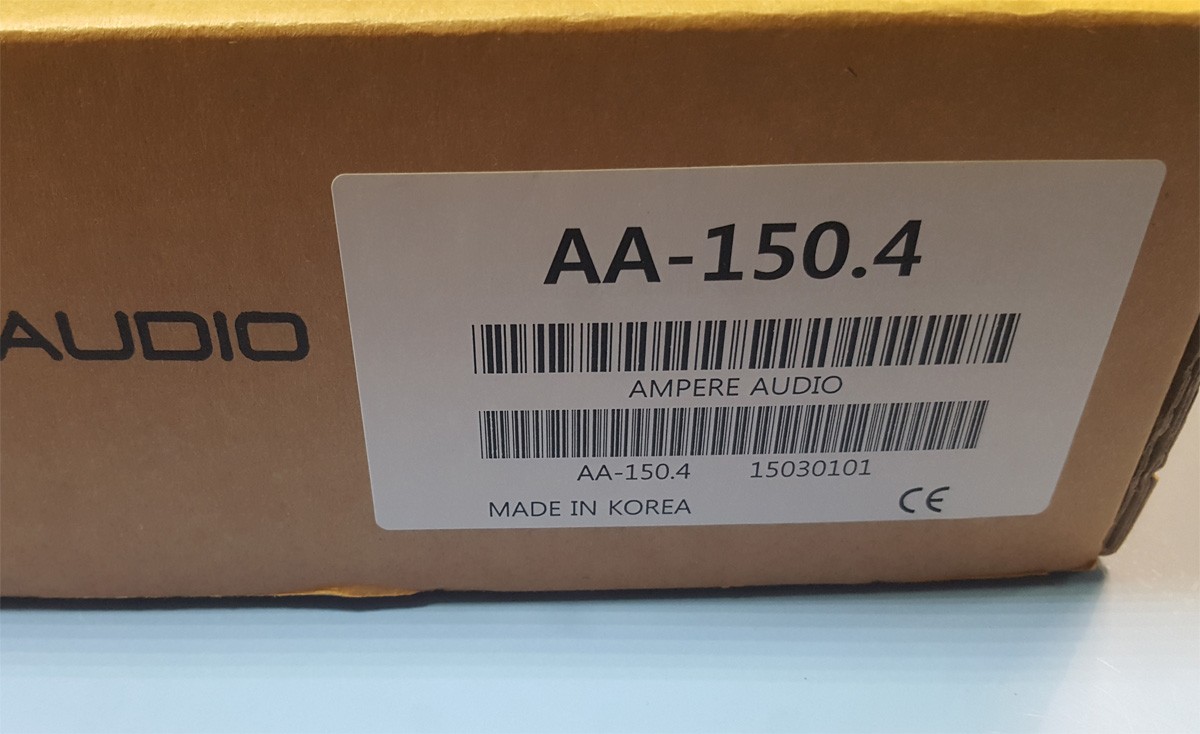 AUDIO
AA-150.4
AMPERE AUDIO
AA-150.4 15030101
MADE IN KOREA CE